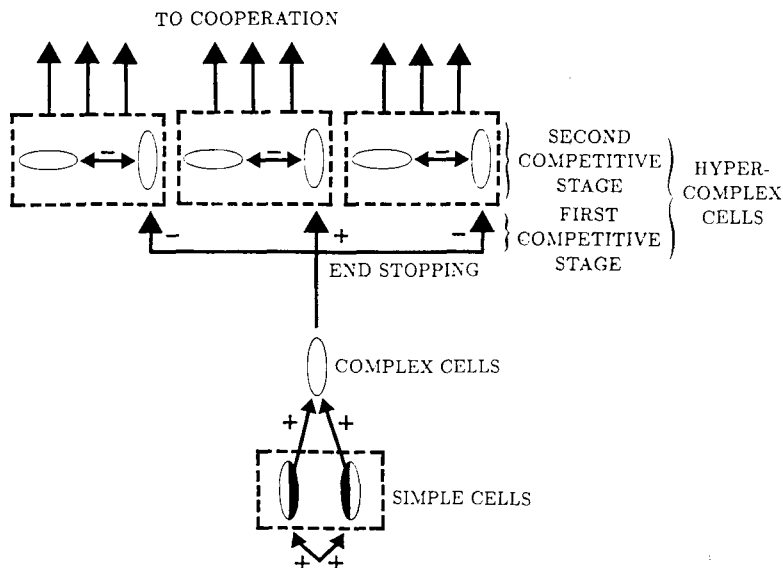 TO COOPERATION
− − −
SECOND
COMPETITIVE
STAGE
HYPER-
COMPLEX
CELLS
− + −
FIRST
COMPETITIVE
STAGE
END STOPPING
COMPLEX CELLS
+ +
SIMPLE CELLS
+ +